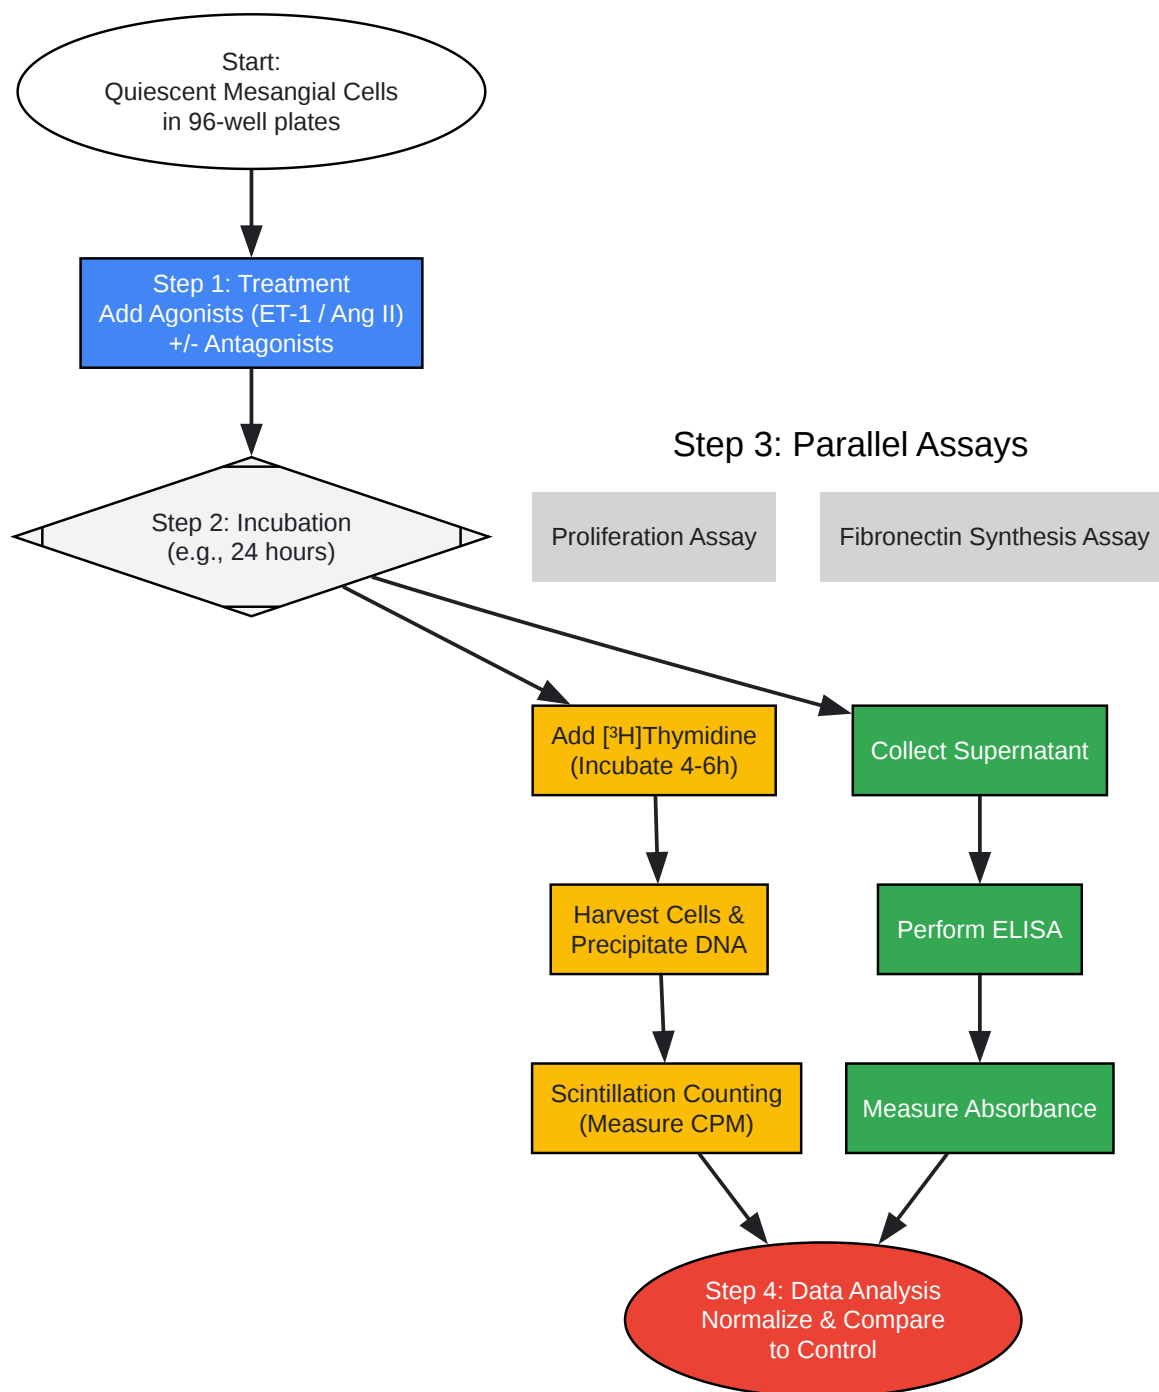 Start:
Quiescent Mesangial Cells
in 96-well plates
Step 1: Treatment
Add Agonists (ET-1 / Ang II)
+/- Antagonists
Step 2: Incubation
(e.g., 24 hours)
Step 3: Parallel Assays
Proliferation Assay
Fibronectin Synthesis Assay
Add [³H]Thymidine
(Incubate 4-6h)
Collect Supernatant
Harvest Cells &
Precipitate DNA
Perform ELISA
Scintillation Counting
(Measure CPM)
Measure Absorbance
Step 4: Data Analysis
Normalize & Compare
to Control